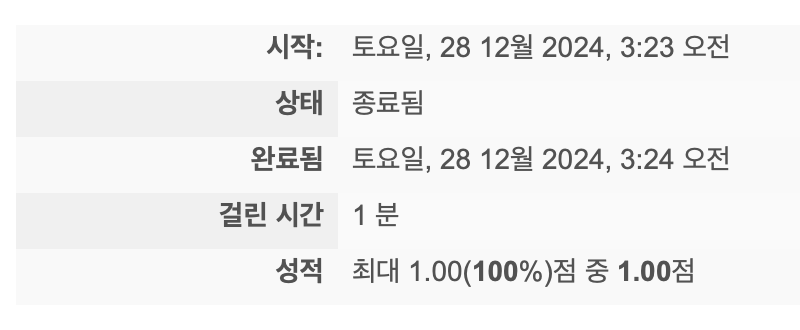 시작: 토요일, 28 12월 2024, 3:23 오전
상태 종료됨
완료됨 토요일, 28 12월 2024, 3:24 오전
걸린 시간 1 분
성적 최대 1.00(100%)점 중 1.00점